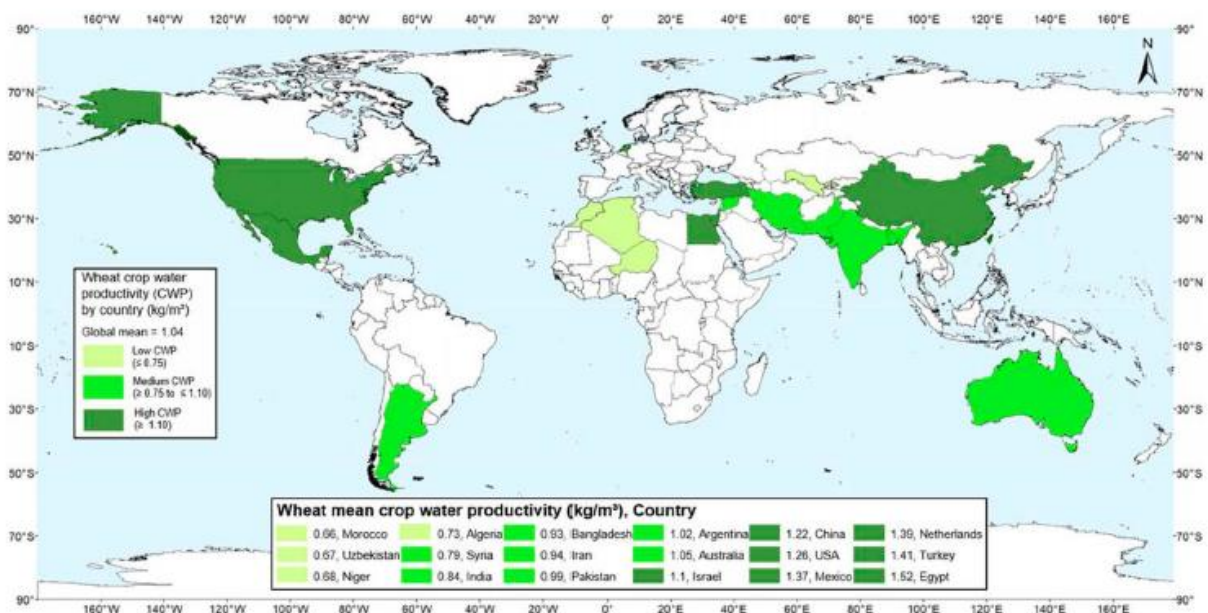 160°W 140°W 120°W 100°W 80°W 60°W 40°W 20°W 0° 20°E 40°E 60°E 80°E 100°E 120°E 140°E 160°E
90° 90°
N
70°N 70°N
50°N 50°N
30°N 30°N
10°N 10°N
10°S 10°S
30°S 30°S
50°S 50°S
70°S 70°S
90° 90°
Wheat crop water
productivity (CWP)
by country (kg/m³)
Global mean = 1.04
Low CWP
(≤ 0.75)
Medium CWP
(≥ 0.75 to ≤ 1.10)
High CWP
(≥ 1.10)
Wheat mean crop water productivity (kg/m³), Country
0.66, Morocco 0.73, Algeria 0.93, Bangladesh 1.02, Argentina 1.22, China 1.39, Netherlands
0.67, Uzbekistan 0.79, Syria 0.94, Iran 1.05, Australia 1.26, USA 1.41, Turkey
0.68, Niger 0.84, India 0.99, Pakistan 1.1, Israel 1.37, Mexico 1.52, Egypt
160°W 140°W 120°W 100°W 80°W 60°W 40°W 20°W 0° 20°E 40°E 60°E 80°E 100°E 120°E 140°E 160°E